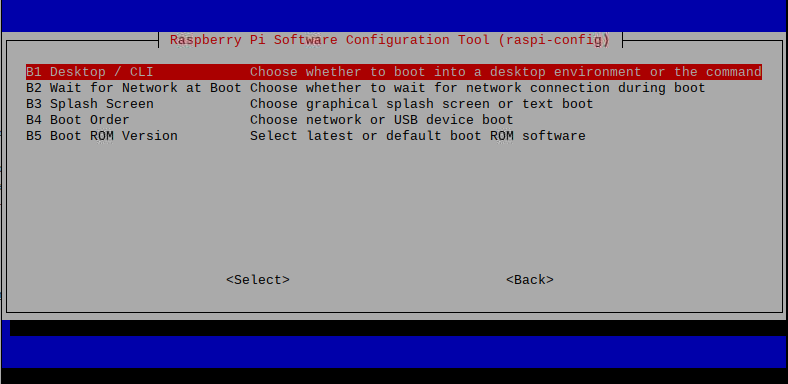 Raspberry Pi Software Configuration Tool (raspi-config)
B1 Desktop / CLI Choose whether to boot into a desktop environment or the command
B2 Wait for Network at Boot Choose whether to wait for network connection during boot
B3 Splash Screen Choose graphical splash screen or text boot
B4 Boot Order Choose network or USB device boot
B5 Boot ROM Version Select latest or default boot ROM software
<Select> <Back>